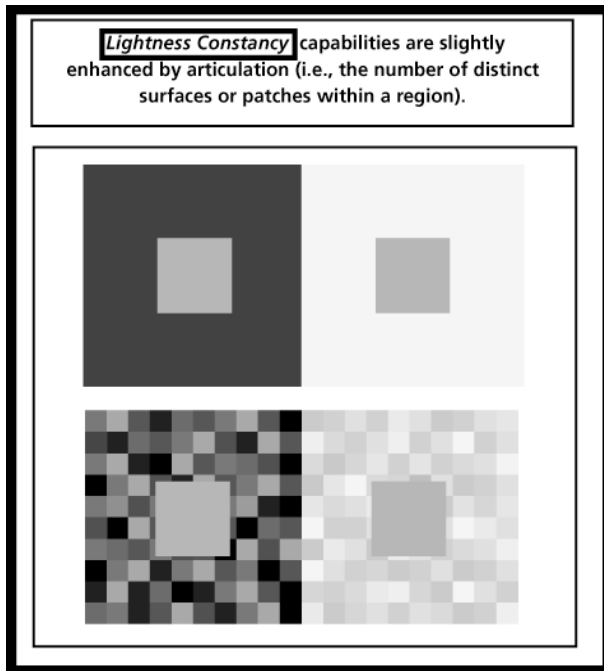 Lightness Constancy capabilities are slightly
enhanced by articulation (i.e., the number of distinct
surfaces or patches within a region).